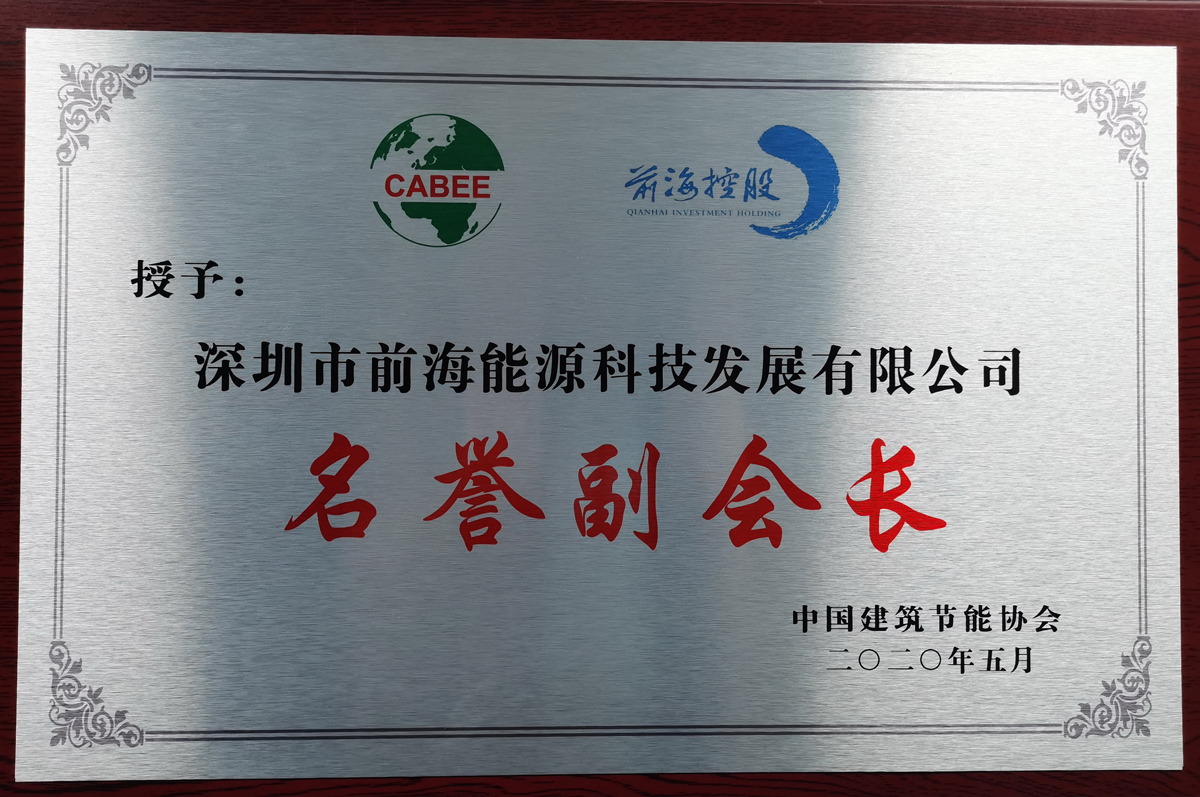 CABEE
前海控股
QIANHAI INVESTMENT HOLDING
授予：
深圳市前海能源科技发展有限公司
名誉副会长
中国建筑节能协会
二〇二〇年五月